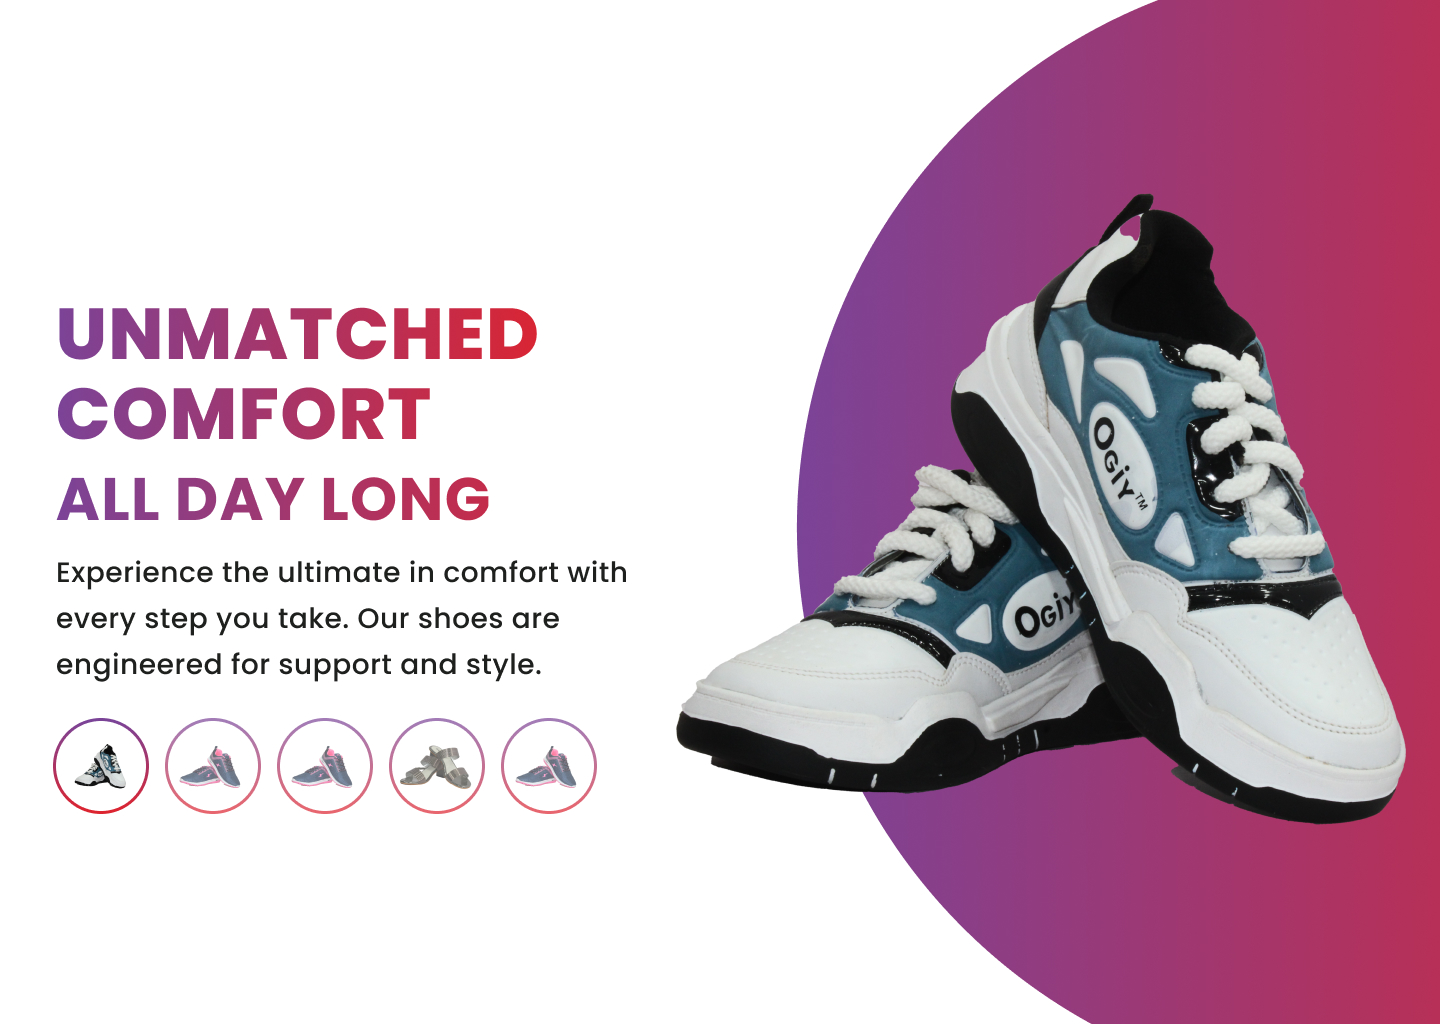 UNMATCHED
COMFORT
ALL DAY LONG
Experience the ultimate in comfort with
every step you take. Our shoes are
engineered for support and style.
OGiY™
OGiY